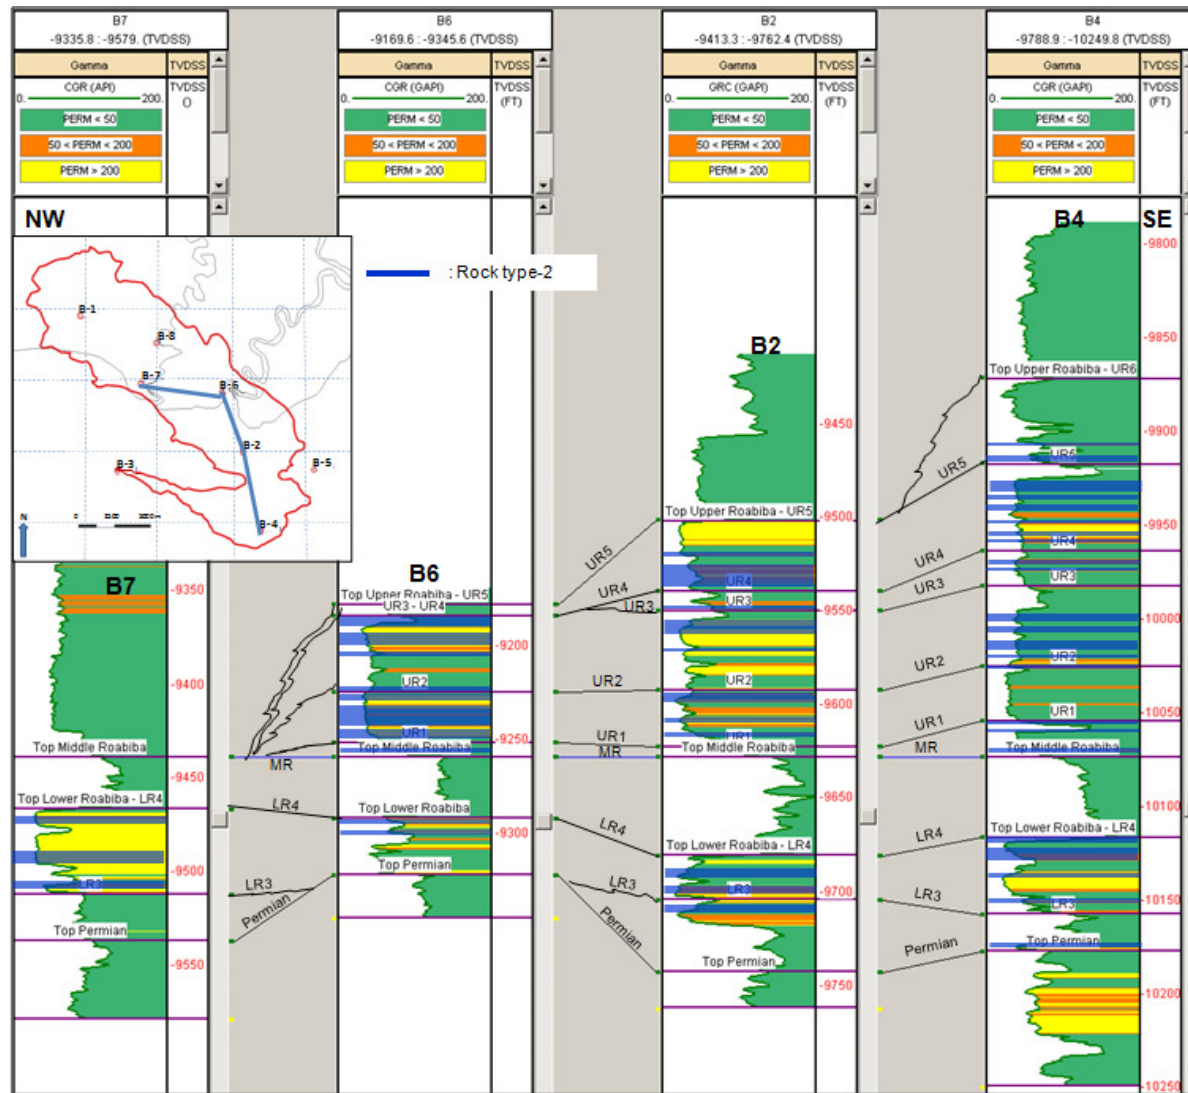 B7
-9335.8 : -9579. (TVDSS)
Gamma
TVDSS
CGR (API)
0.
200.
TVDSS
()
PERM < 50
50 < PERM < 200
PERM > 200
B6
-9169.6 : -9345.6 (TVDSS)
Gamma
TVDSS
CGR (GAPI)
0.
200.
TVDSS
(FT)
PERM < 50
50 < PERM < 200
PERM > 200
B2
-9413.3 : -9762.4 (TVDSS)
Gamma
TVDSS
GRC (GAPI)
0.
200.
TVDSS
(FT)
PERM < 50
50 < PERM < 200
PERM > 200
B4
-9788.9 : -10249.8 (TVDSS)
Gamma
TVDSS
CGR (GAPI)
0.
200.
TVDSS
(FT)
PERM < 50
50 < PERM < 200
PERM > 200
NW
B-1
B-8
B-7
B-6
B-2
B-3
B-5
B-4
N
0
: Rock type-2
B7
-9350
-9400
Top Middle Roabiba
-9450
Top Lower Roabiba - LR4
-9500
LR3
Top Permian
-9550
MR
LR4
LR3
Permian
B6
Top Upper Roabiba - UR5
UR3 - UR4
-9200
UR2
UR1
-9250
Top Middle Roabiba
Top Lower Roabiba
-9300
Top Permian
UR5
UR4
UR3
UR2
UR1
MR
LR4
LR3
Permian
B2
-9450
Top Upper Roabiba - UR5
-9500
UR4
UR3
-9550
UR2
-9600
UR1
Top Middle Roabiba
-9650
Top Lower Roabiba - LR4
LR3
-9700
Top Permian
-9750
UR5
UR4
UR3
UR2
UR1
MR
LR4
LR3
Permian
B4
SE
-9800
-9850
Top Upper Roabiba - UR6
-9900
UR5
-9950
UR4
UR3
-10000
UR2
-10050
UR1
Top Middle Roabiba
-10100
Top Lower Roabiba - LR4
-10150
LR3
Top Permian
-10200
-10250